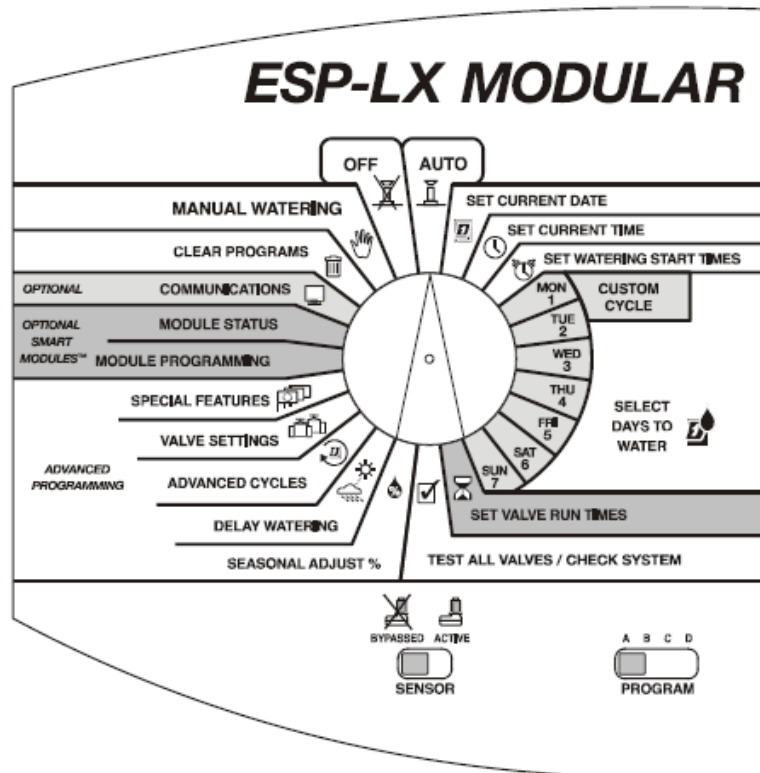 ESP-LX MODULAR
OFF
AUTO
MANUAL WATERING
SET CURRENT DATE
CLEAR PROGRAMS
SET CURRENT TIME
SET WATERING START TIMES
OPTIONAL
COMMUNICATIONS
MON
1
CUSTOM
CYCLE
OPTIONAL
SMART
MODULES™
MODULE STATUS
TUE
2
MODULE PROGRAMMING
WED
3
SPECIAL FEATURES
THU
4
VALVE SETTINGS
FRI
5
SELECT
DAYS TO
WATER
ADVANCED
PROGRAMMING
ADVANCED CYCLES
SAT
6
SUN
7
DELAY WATERING
SET VALVE RUN TIMES
SEASONAL ADJUST %
TEST ALL VALVES / CHECK SYSTEM
BYPASSED ACTIVE
SENSOR
A B C D
PROGRAM